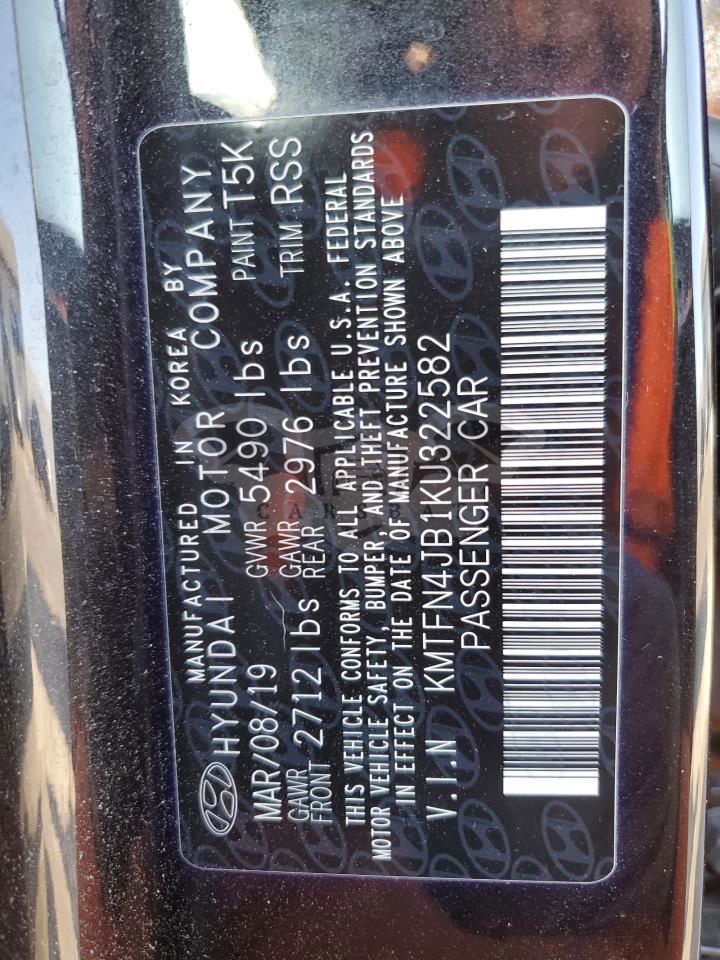 MANUFACTURED IN KOREA BY
HYUNDAI MOTOR COMPANY
MAR/08/19 GVWR 5490 lbs PAINT T5K
GAWR FRONT 2712 lbs GAWR REAR 2976 lbs TRIM RSS
THIS VEHICLE CONFORMS TO ALL APPLICABLE U.S.A. FEDERAL
MOTOR VEHICLE SAFETY, BUMPER, AND THEFT PREVENTION STANDARDS
IN EFFECT ON THE DATE OF MANUFACTURE SHOWN ABOVE
V.I.N KMTFN4JB1KU322582
PASSENGER CAR